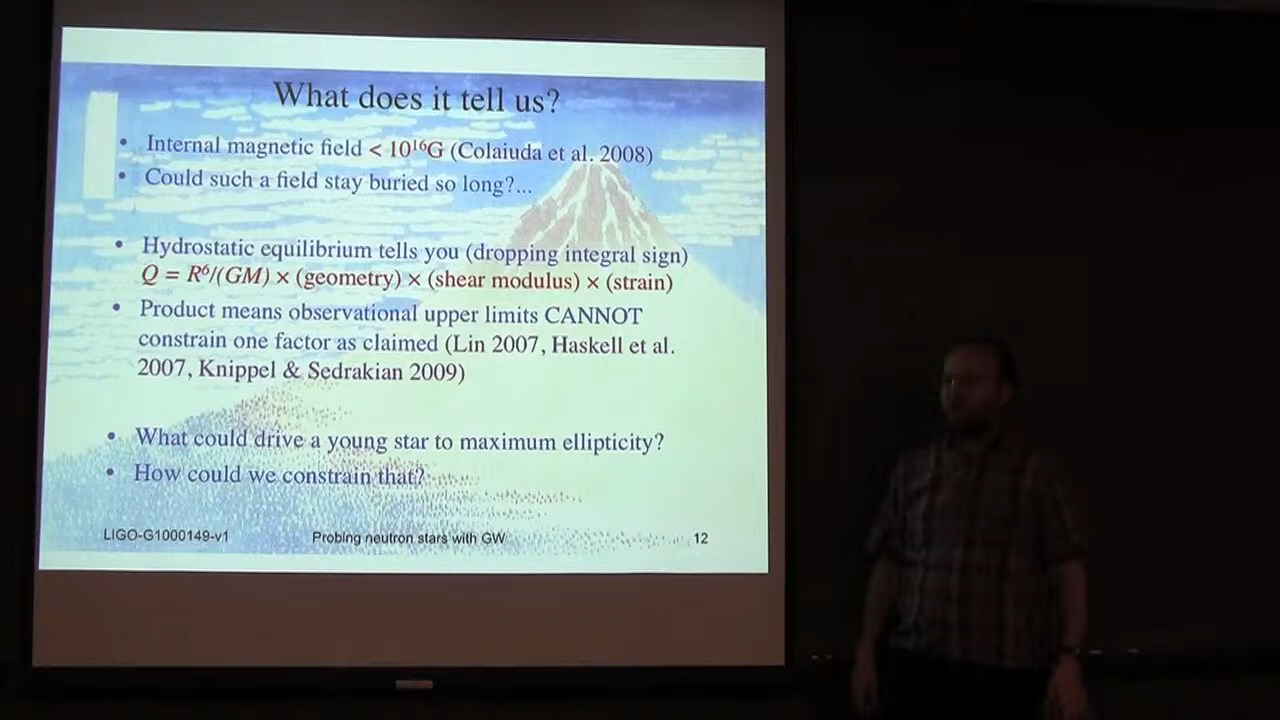 What does it tell us?
• Internal magnetic field < 10¹⁶G (Colaiuda et al. 2008)
• Could such a field stay buried so long?...
• Hydrostatic equilibrium tells you (dropping integral sign)
Q = R⁶/(GM) × (geometry) × (shear modulus) × (strain)
• Product means observational upper limits CANNOT
constrain one factor as claimed (Lin 2007, Haskell et al.
2007, Knippel & Sedrakian 2009)
• What could drive a young star to maximum ellipticity?
• How could we constrain that?
LIGO-G1000149-v1 Probing neutron stars with GW 12